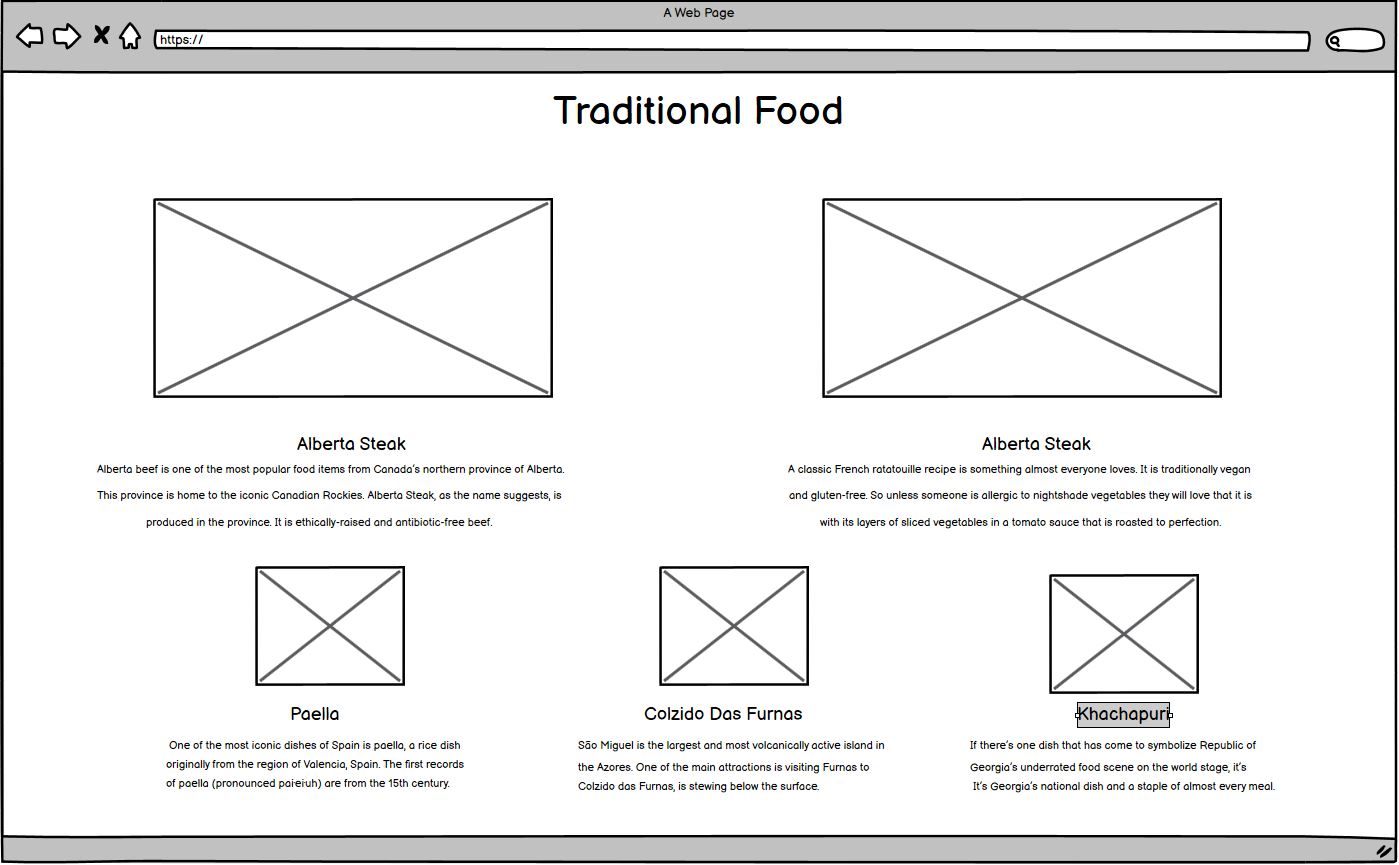 A Web Page
https://
Traditional Food
Alberta Steak
Alberta beef is one of the most popular food items from Canada's northern province of Alberta.
This province is home to the iconic Canadian Rockies. Alberta Steak, as the name suggests, is
produced in the province. It is ethically-raised and antibiotic-free beef.
Alberta Steak
A classic French ratatouille recipe is something almost everyone loves. It is traditionally vegan
and gluten-free. So unless someone is allergic to nightshade vegetables they will love that it is
with its layers of sliced vegetables in a tomato sauce that is roasted to perfection.
Paella
One of the most iconic dishes of Spain is paella, a rice dish
originally from the region of Valencia, Spain. The first records
of paella (pronounced pai·ei·uh) are from the 15th century.
Colzido Das Furnas
São Miguel is the largest and most volcanically active island in
the Azores. One of the main attractions is visiting Furnas to
Colzido das Furnas, is stewing below the surface.
Khachapuri
If there's one dish that has come to symbolize Republic of
Georgia's underrated food scene on the world stage, it's
It's Georgia's national dish and a staple of almost every meal.